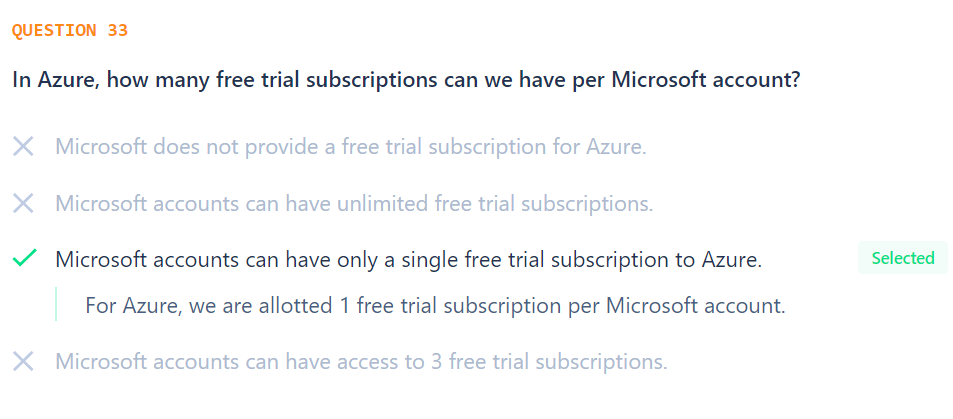 QUESTION 33
In Azure, how many free trial subscriptions can we have per Microsoft account?
Microsoft does not provide a free trial subscription for Azure.
Microsoft accounts can have unlimited free trial subscriptions.
Microsoft accounts can have only a single free trial subscription to Azure.
Selected
For Azure, we are allotted 1 free trial subscription per Microsoft account.
Microsoft accounts can have access to 3 free trial subscriptions.